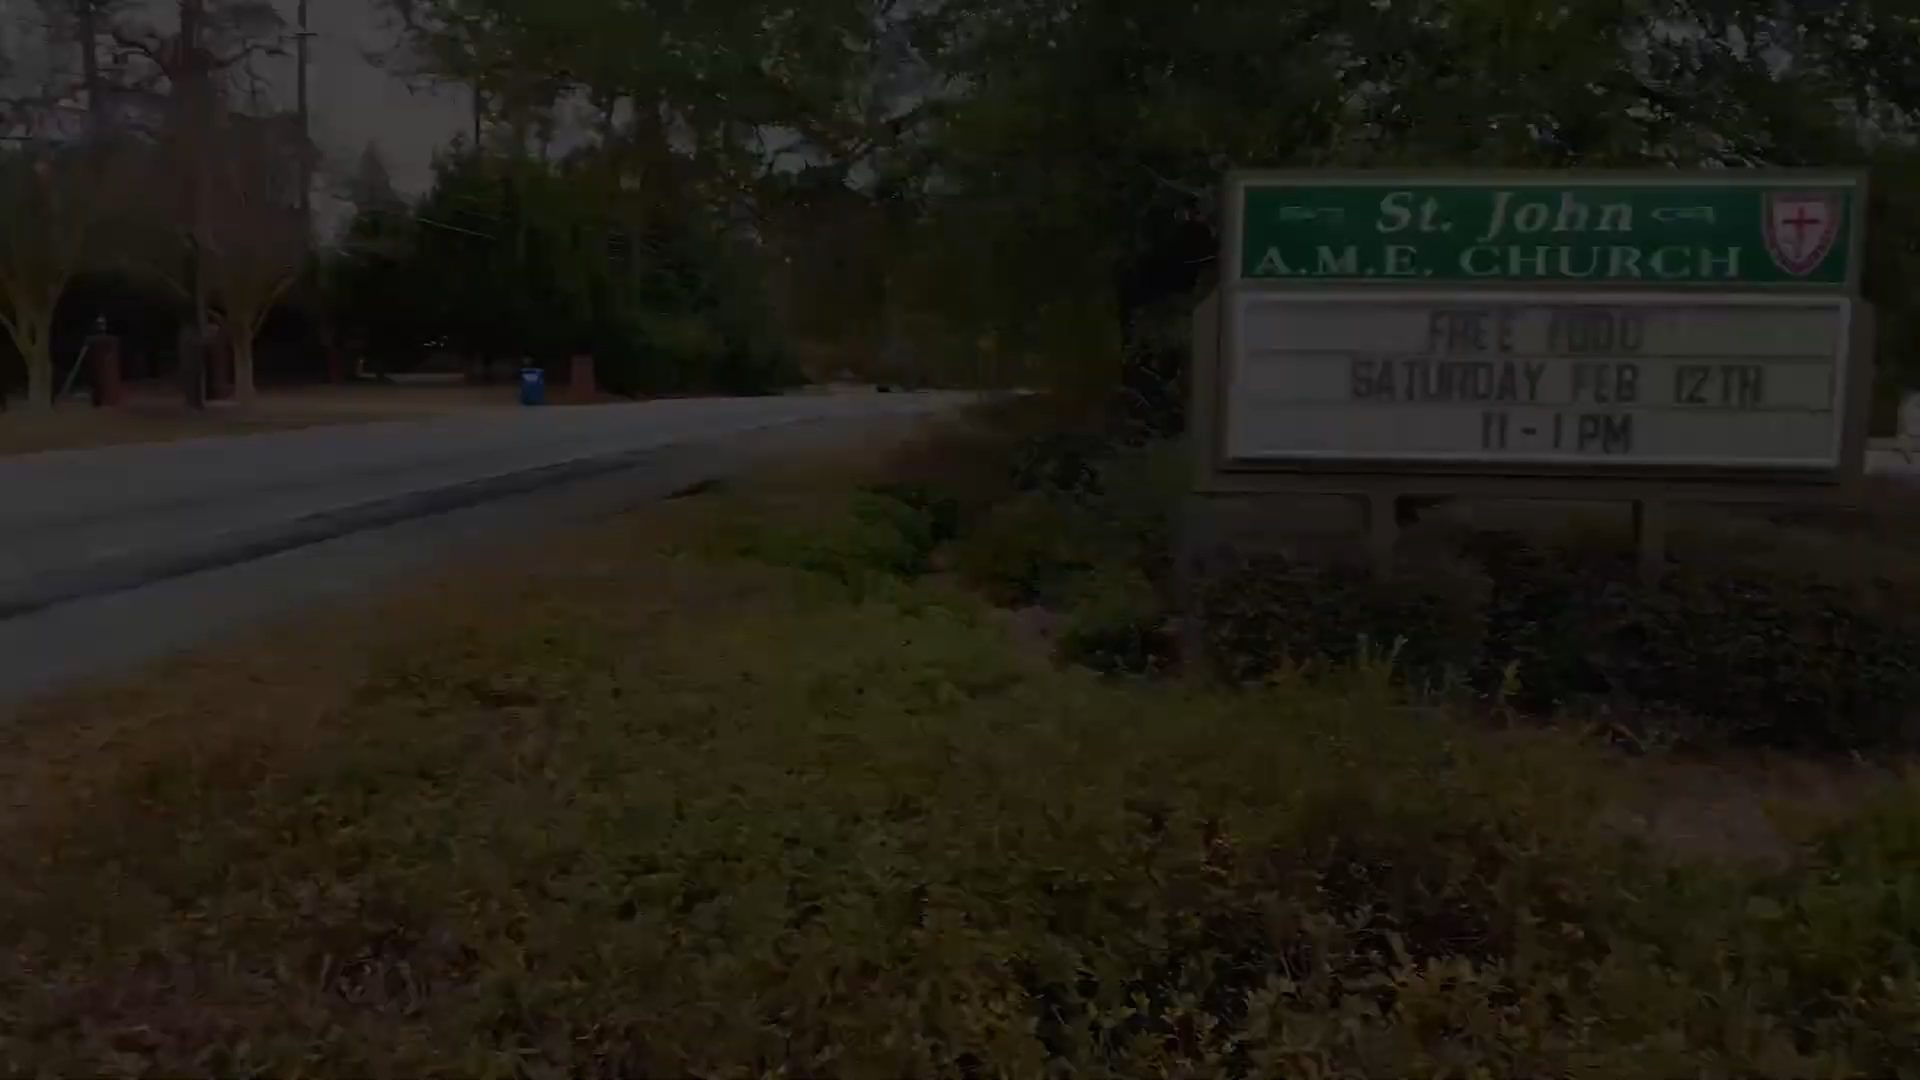 St. John
A.M.E. CHURCH
FREE FOOD
SATURDAY FEB 12TH
11 - 1 PM